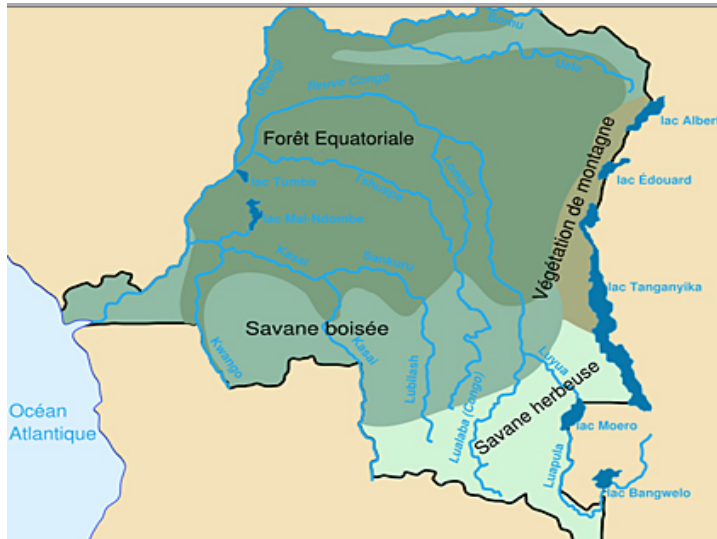 Bomu
Uele
Ubangi
fleuve Congo
lac Albert
Forêt Equatoriale
Lomami
Végétation de montagne
lac Édouard
lac Tumba
Tshuapa
lac Mai-Ndombe
Kasai
Sankuru
lac Tanganyika
Savane boisée
Kwango
Kasai
Lubilash
Luvua
Lualaba (Congo)
Savane herbeuse
Océan
Atlantique
lac Moero
Luapula
lac Bangwelo